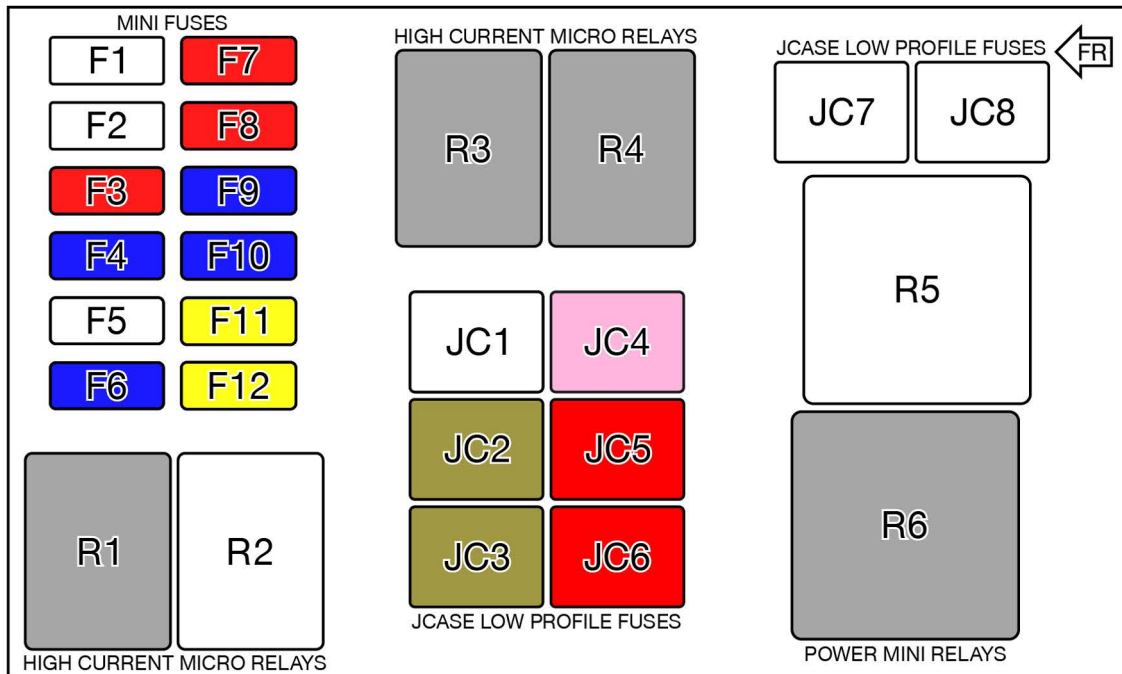 MINI FUSES
F1
F7
F2
F8
F3
F9
F4
F10
F5
F11
F6
F12
R1
R2
HIGH CURRENT MICRO RELAYS
HIGH CURRENT MICRO RELAYS
R3
R4
JC1
JC4
JC2
JC5
JC3
JC6
JCASE LOW PROFILE FUSES
JCASE LOW PROFILE FUSES
FR
JC7
JC8
R5
R6
POWER MINI RELAYS